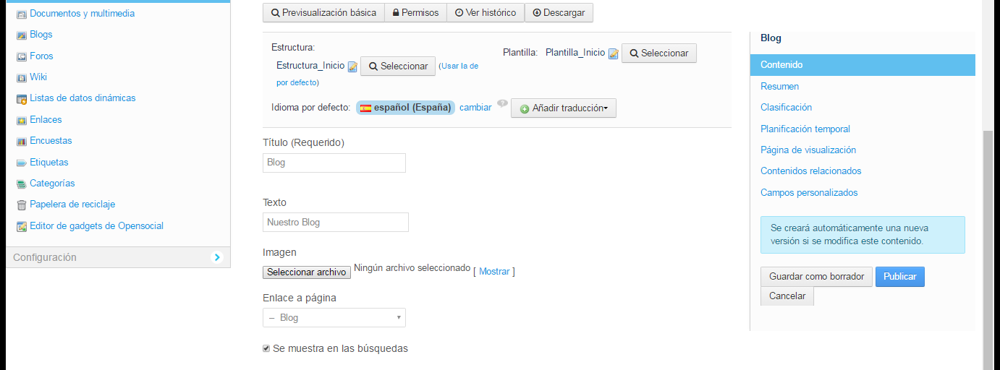 Documentos y multimedia
Blogs
Foros
Wiki
Listas de datos dinámicas
Enlaces
Encuestas
Etiquetas
Categorías
Papelera de reciclaje
Editor de gadgets de Opensocial
Configuración
Previsualización básica Permisos Ver histórico Descargar
Estructura:
Estructura_Inicio Seleccionar (Usar la de
por defecto)
Plantilla: Plantilla_Inicio Seleccionar
Idioma por defecto: español (España) cambiar Añadir traducción
Título (Requerido)
Blog
Texto
Nuestro Blog
Imagen
Seleccionar archivo Ningún archivo seleccionado [ Mostrar ]
Enlace a página
– Blog
Se muestra en las búsquedas
Blog
Contenido
Resumen
Clasificación
Planificación temporal
Página de visualización
Contenidos relacionados
Campos personalizados
Se creará automáticamente una nueva
versión si se modifica este contenido.
Guardar como borrador Publicar
Cancelar